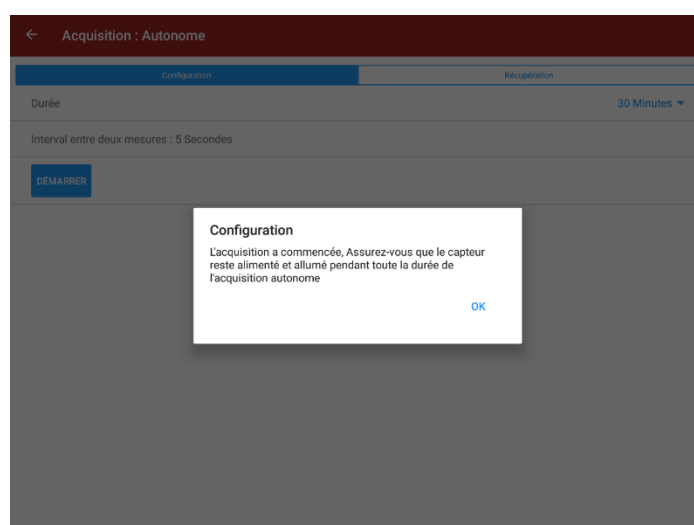 Acquisition : Autonome
Configuration
Récupération
Durée
30 Minutes
Interval entre deux mesures : 5 Secondes
DÉMARRER
Configuration
L'acquisition a commencée, Assurez-vous que le capteur
reste alimenté et allumé pendant toute la durée de
l'acquisition autonome
OK